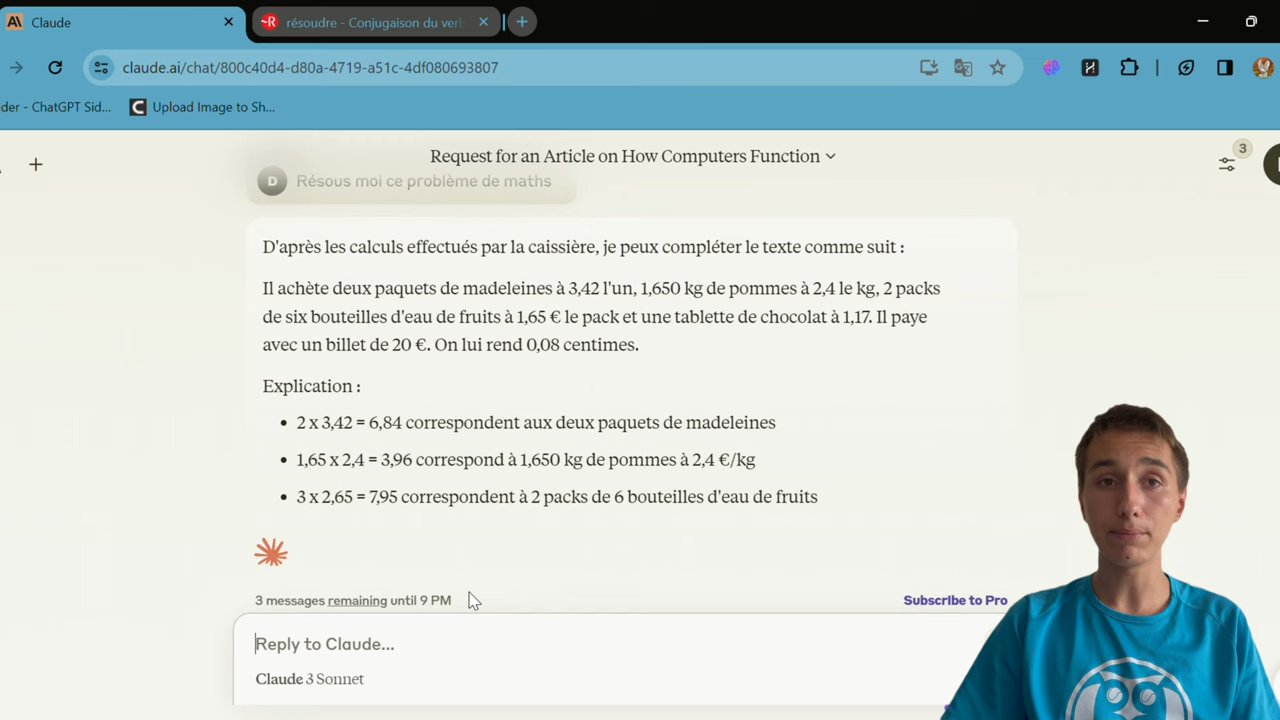 Claude
résoudre - Conjugaison du verb
claude.ai/chat/800c40d4-d80a-4719-a51c-4df080693807
der - ChatGPT Sid...
Upload Image to Sh...
Request for an Article on How Computers Function
3
D
Résous moi ce problème de maths
D'après les calculs effectués par la caissière, je peux compléter le texte comme suit :
Il achète deux paquets de madeleines à 3,42 l'un, 1,650 kg de pommes à 2,4 le kg, 2 packs
de six bouteilles d'eau de fruits à 1,65 € le pack et une tablette de chocolat à 1,17. Il paye
avec un billet de 20 €. On lui rend 0,08 centimes.
Explication :
• 2 x 3,42 = 6,84 correspondent aux deux paquets de madeleines
• 1,65 x 2,4 = 3,96 correspond à 1,650 kg de pommes à 2,4 €/kg
• 3 x 2,65 = 7,95 correspondent à 2 packs de 6 bouteilles d'eau de fruits
3 messages remaining until 9 PM
Subscribe to Pro
Reply to Claude...
Claude 3 Sonnet